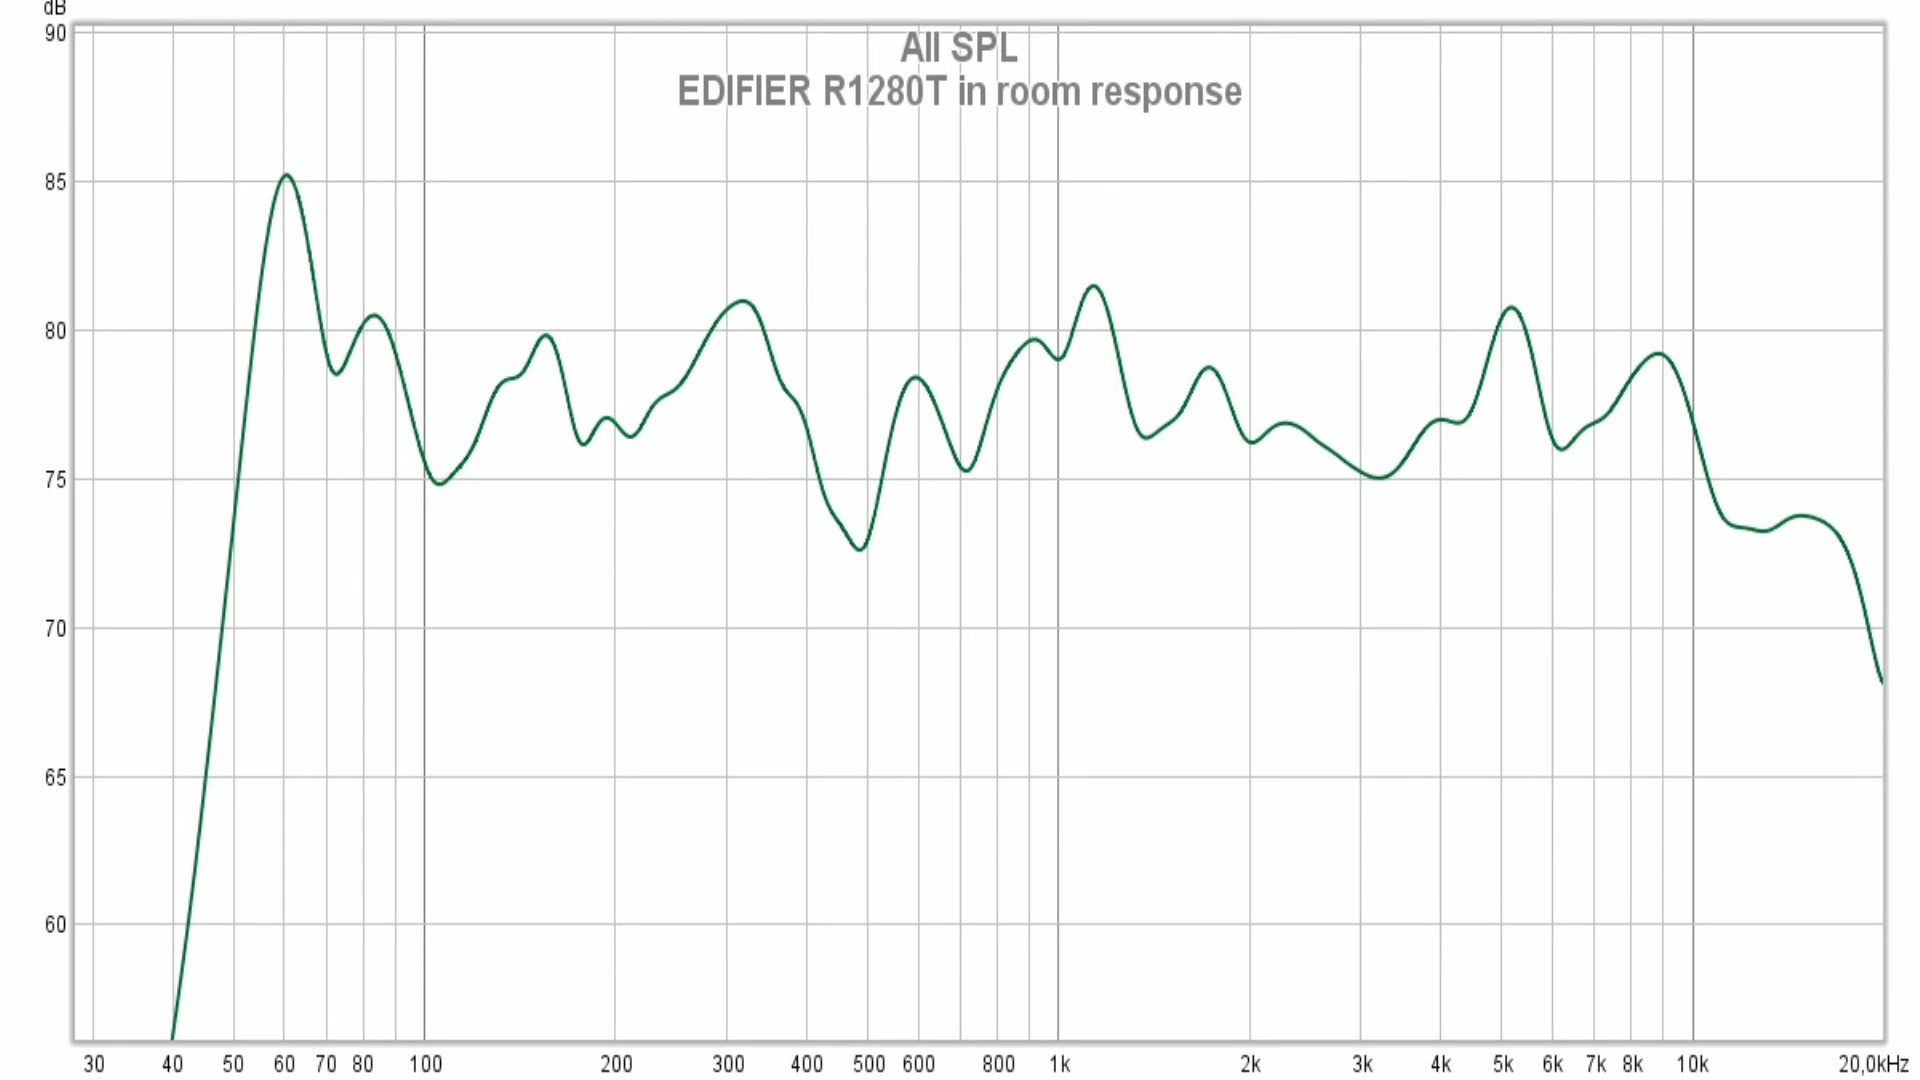 dB
90
All SPL
EDIFIER R1280T in room response
85
80
75
70
65
60
30 40 50 60 70 80 100 200 300 400 500 600 800 1k 2k 3k 4k 5k 6k 7k 8k 10k 20,0kHz